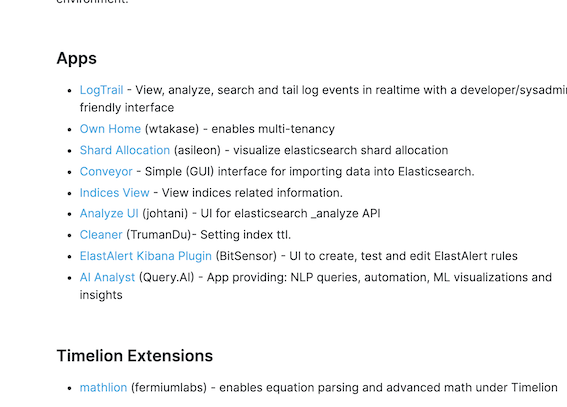 environment.
Apps
• LogTrail - View, analyze, search and tail log events in realtime with a developer/sysadmin
friendly interface
• Own Home (wtakase) - enables multi-tenancy
• Shard Allocation (asileon) - visualize elasticsearch shard allocation
• Conveyor - Simple (GUI) interface for importing data into Elasticsearch.
• Indices View - View indices related information.
• Analyze UI (johtani) - UI for elasticsearch _analyze API
• Cleaner (TrumanDu)- Setting index ttl.
• ElastAlert Kibana Plugin (BitSensor) - UI to create, test and edit ElastAlert rules
• AI Analyst (Query.AI) - App providing: NLP queries, automation, ML visualizations and
insights
Timelion Extensions
• mathlion (fermiumlabs) - enables equation parsing and advanced math under Timelion